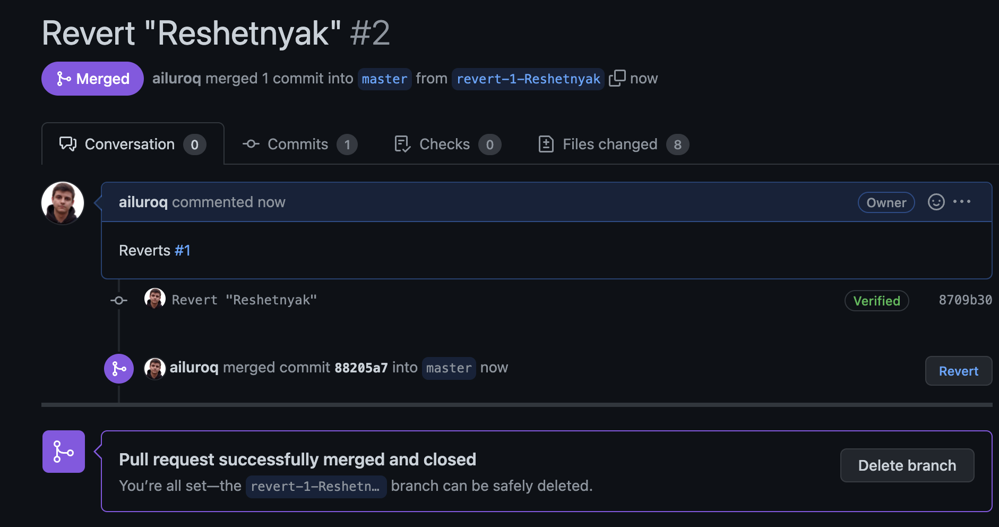 Revert "Reshetnyak" #2
Merged ailuroq merged 1 commit into master from revert-1-Reshetnyak now
Conversation 0 Commits 1 Checks 0 Files changed 8
ailuroq commented now Owner
Reverts #1
Revert "Reshetnyak" Verified 8709b30
ailuroq merged commit 88205a7 into master now Revert
Pull request successfully merged and closed
You’re all set—the revert-1-Reshetn… branch can be safely deleted.
Delete branch